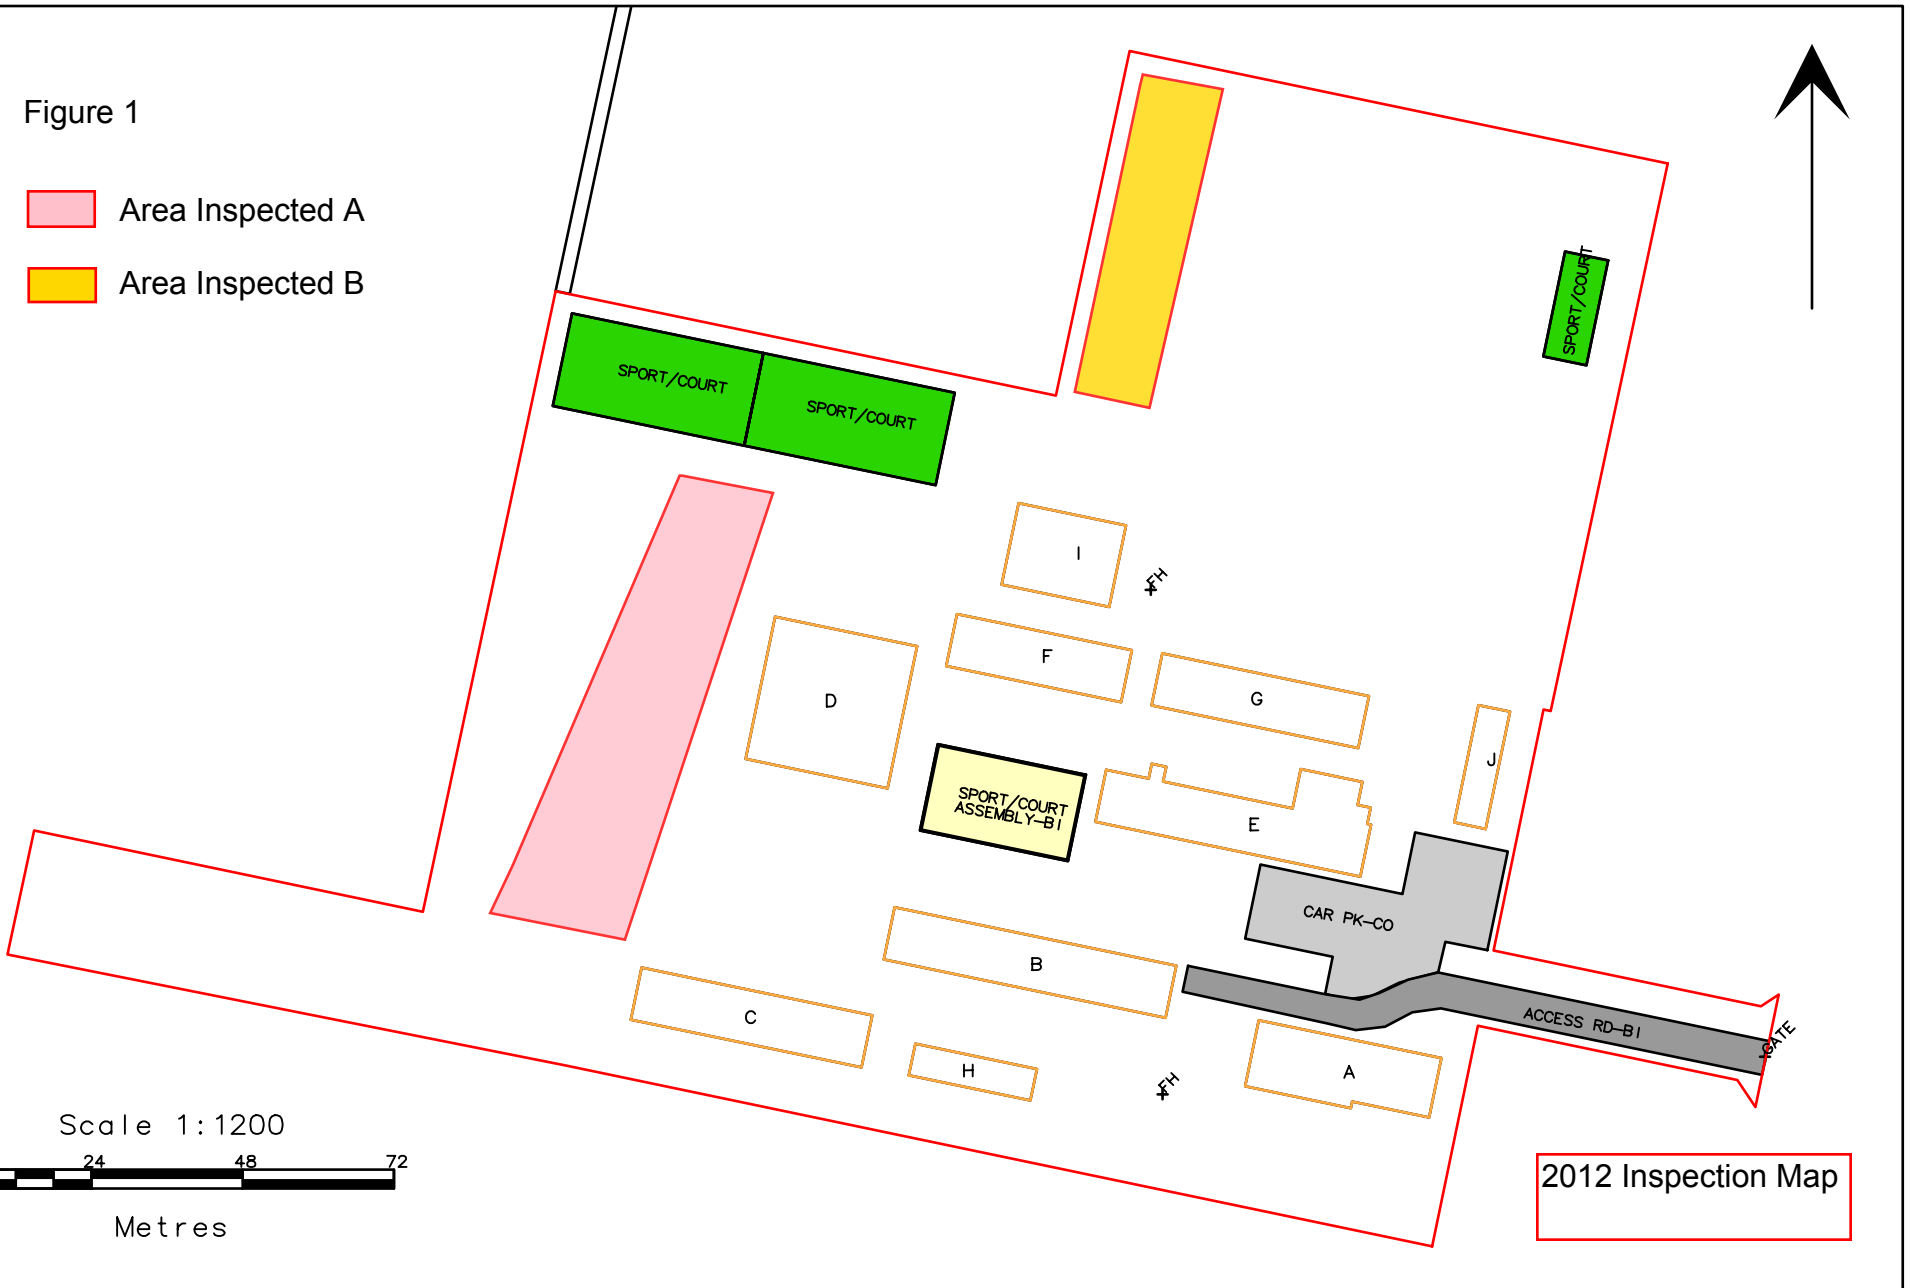 Figure 1
Area Inspected A
Area Inspected B
SPORT/COURT
SPORT/COURT
SPORT/COURT
I
FH
F
G
D
J
SPORT/COURT
ASSEMBLY-BI
E
CAR PK-CO
B
C
ACCESS RD-BI
GATE
H
FH
A
Scale 1:1200
24 48 72
Metres
2012 Inspection Map